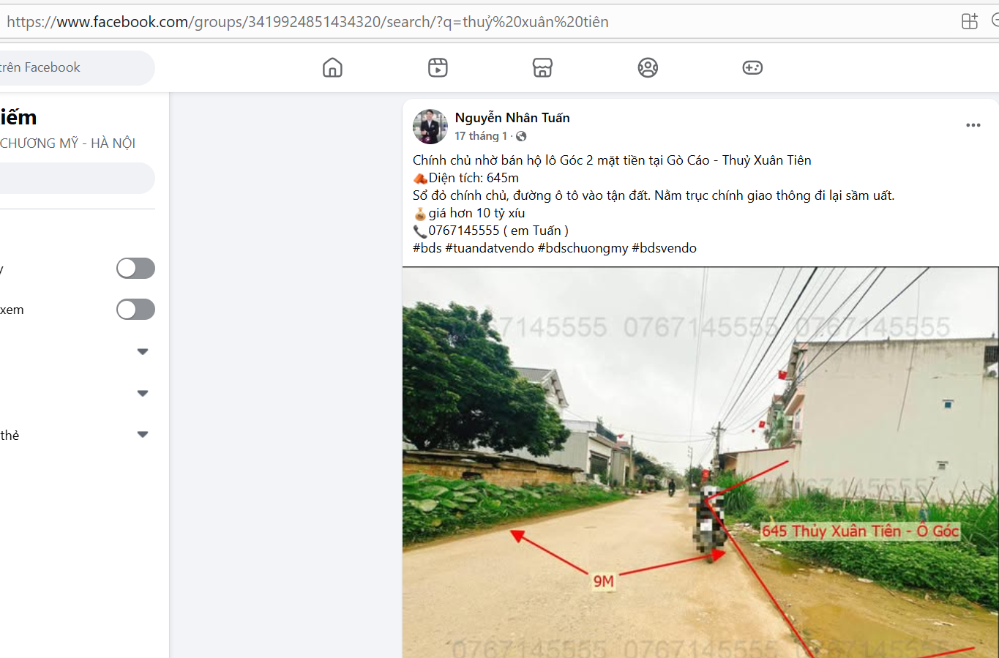 https://www.facebook.com/groups/3419924851434320/search/?q=thuỷ%20xuân%20tiên
trên Facebook
iếm
CHƯƠNG MỸ - HÀ NỘI
xem
thẻ
Nguyễn Nhân Tuấn
17 tháng 1 ·
Chính chủ nhờ bán hộ lô Góc 2 mặt tiền tại Gò Cáo - Thuỷ Xuân Tiên
Diện tích: 645m
Sổ đỏ chính chủ, đường ô tô vào tận đất. Nằm trục chính giao thông đi lại sầm uất.
giá hơn 10 tỷ xíu
0767145555 ( em Tuấn )
#bds #tuandatvendo #bdschuongmy #bdsvendo
67145555 0767145555 0767145555
0767145555
645 Thủy Xuân Tiên - Ô Góc
9M
0767145555 0767145555 0767145555